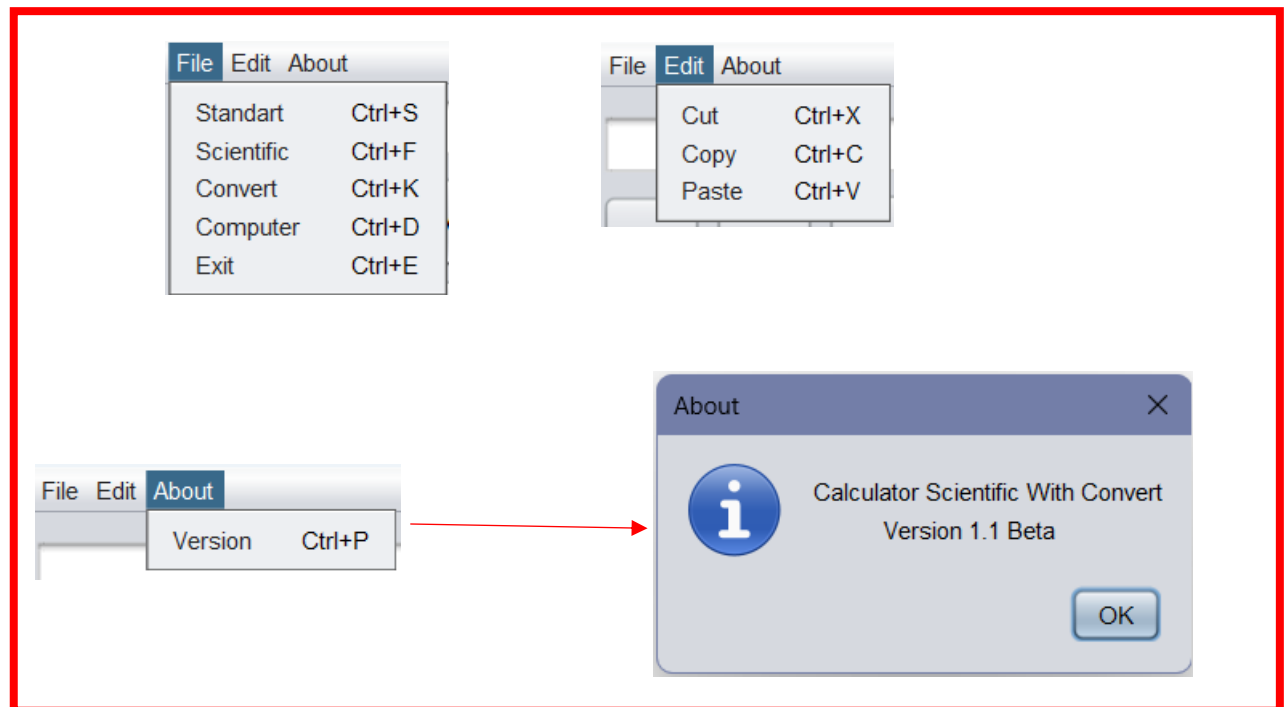 File Edit About
Standart Ctrl+S
Scientific Ctrl+F
Convert Ctrl+K
Computer Ctrl+D
Exit Ctrl+E
File Edit About
Cut Ctrl+X
Copy Ctrl+C
Paste Ctrl+V
File Edit About
Version Ctrl+P
About
Calculator Scientific With Convert
Version 1.1 Beta
OK